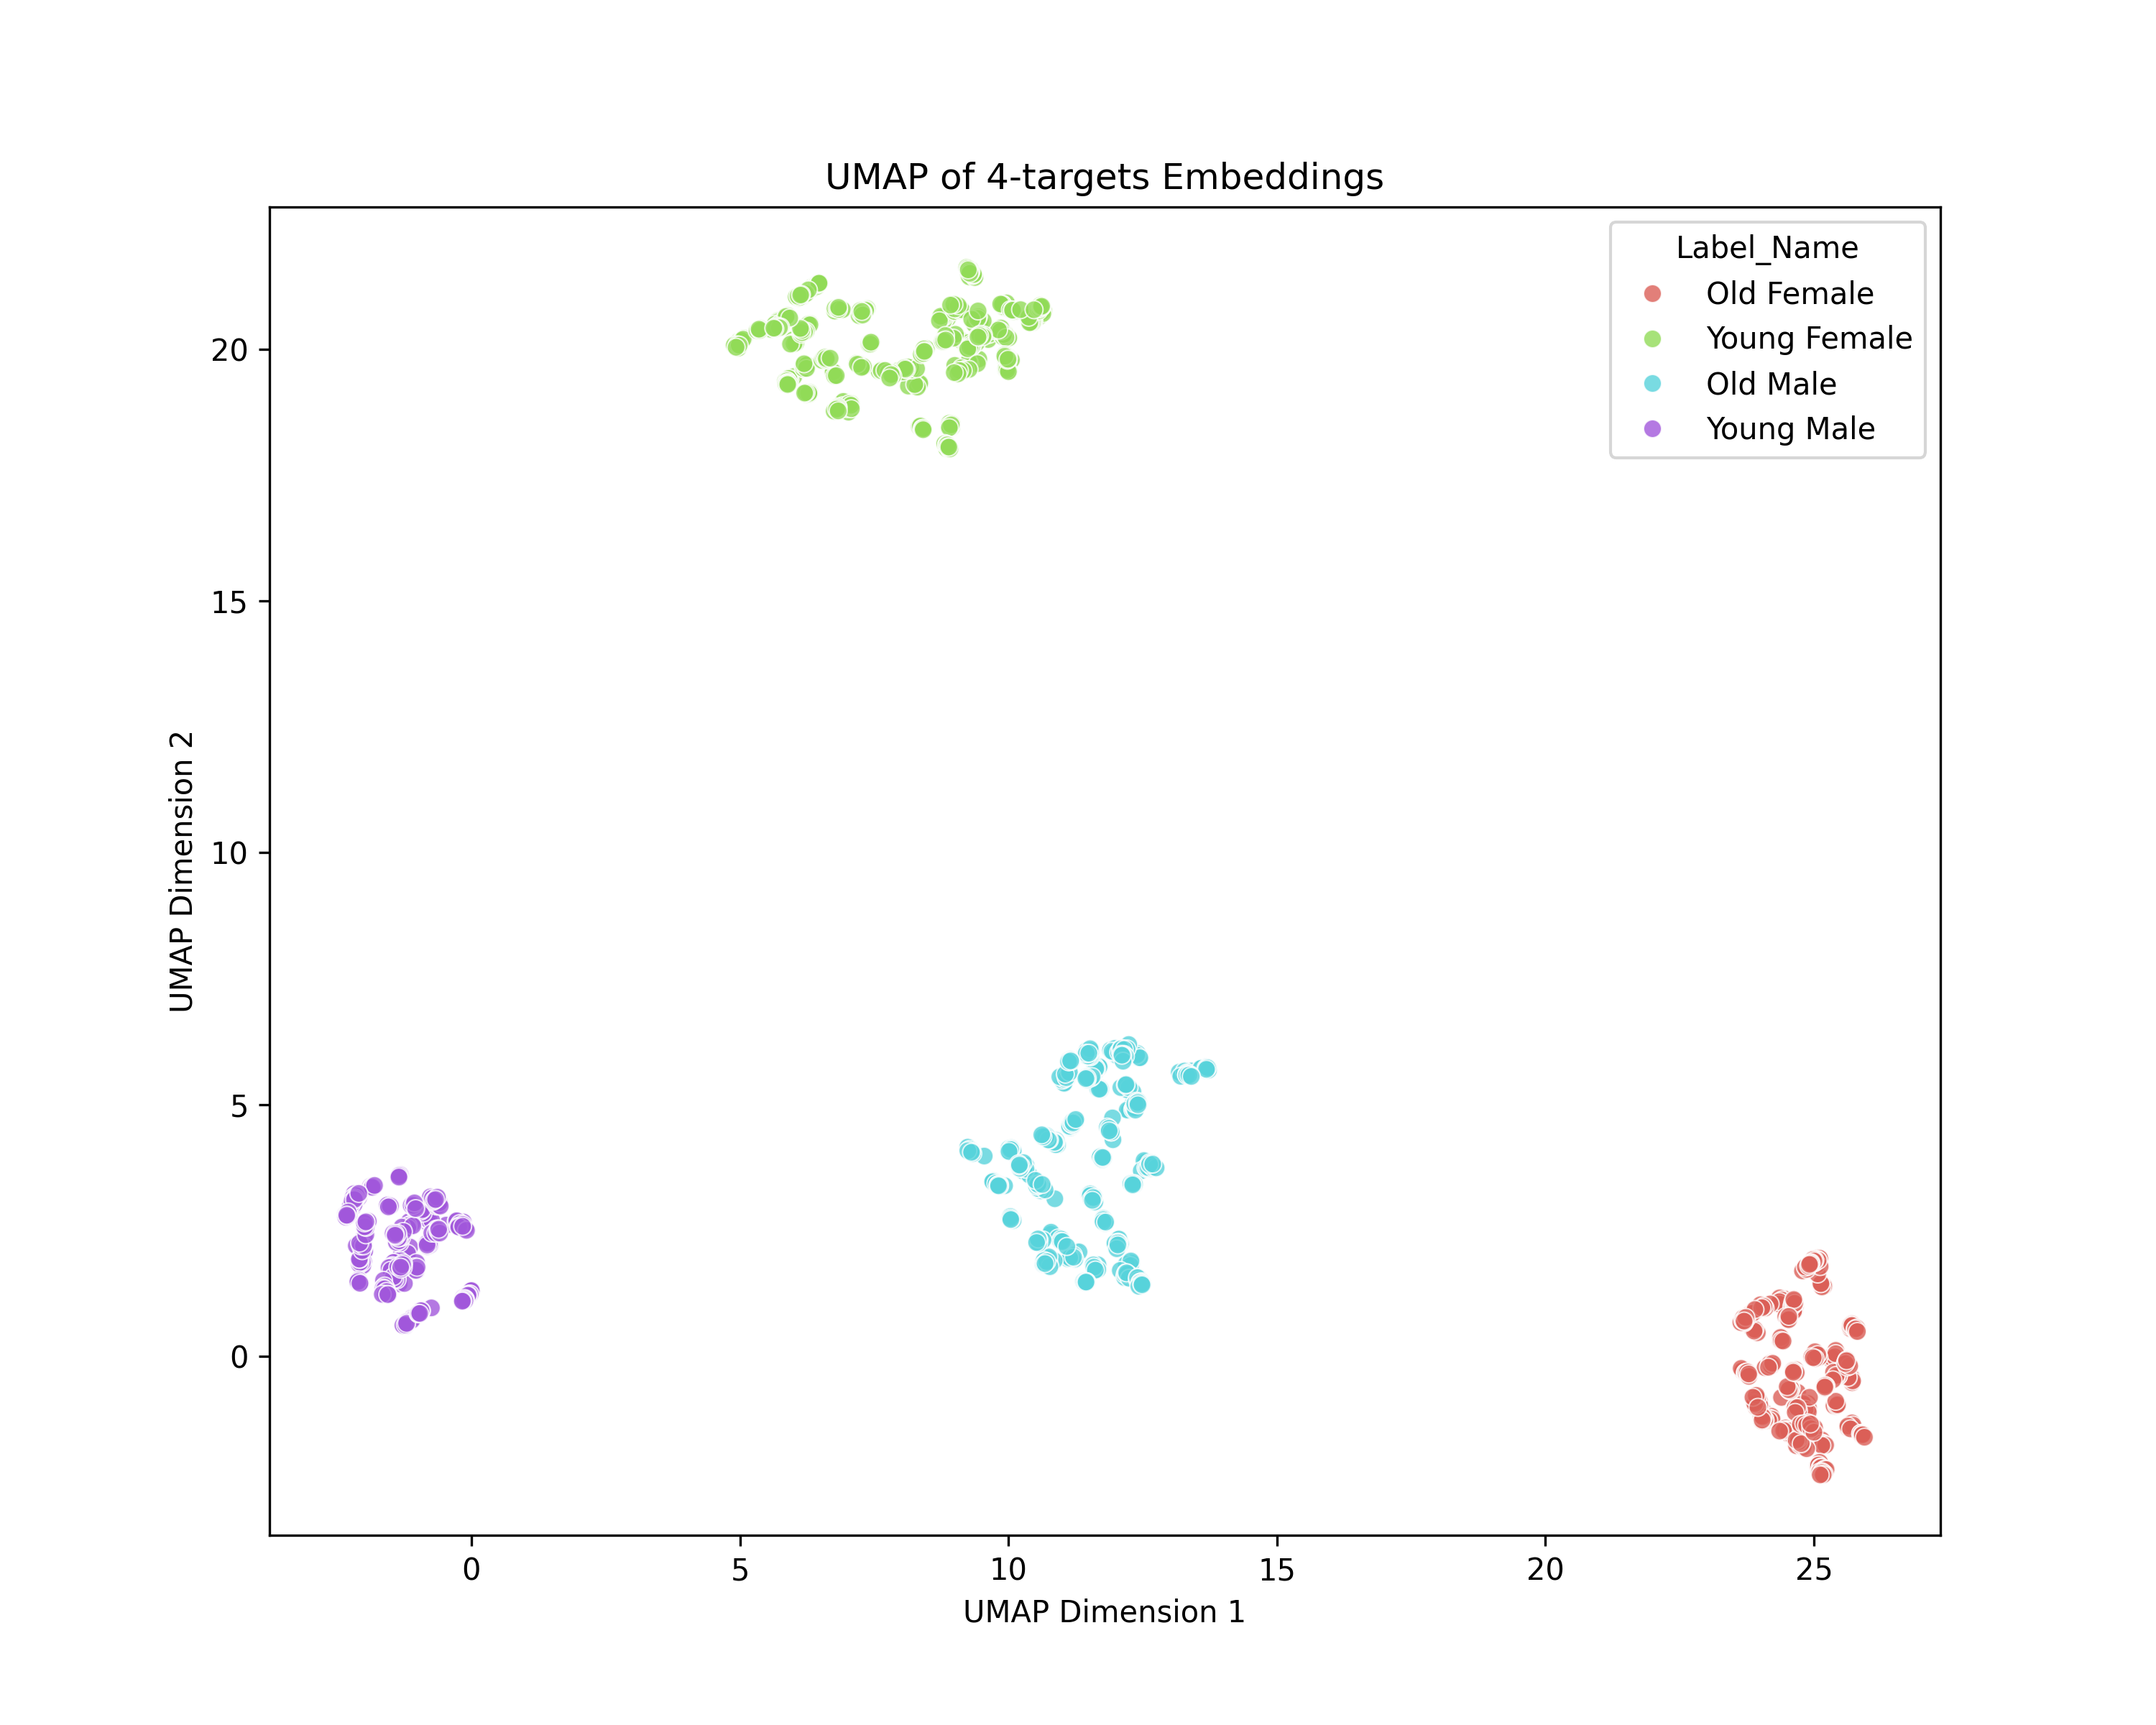 UMAP of 4-targets Embeddings
Label_Name
Old Female
Young Female
Old Male
Young Male
20
15
10
5
0
UMAP Dimension 2
0 5 10 15 20 25
UMAP Dimension 1